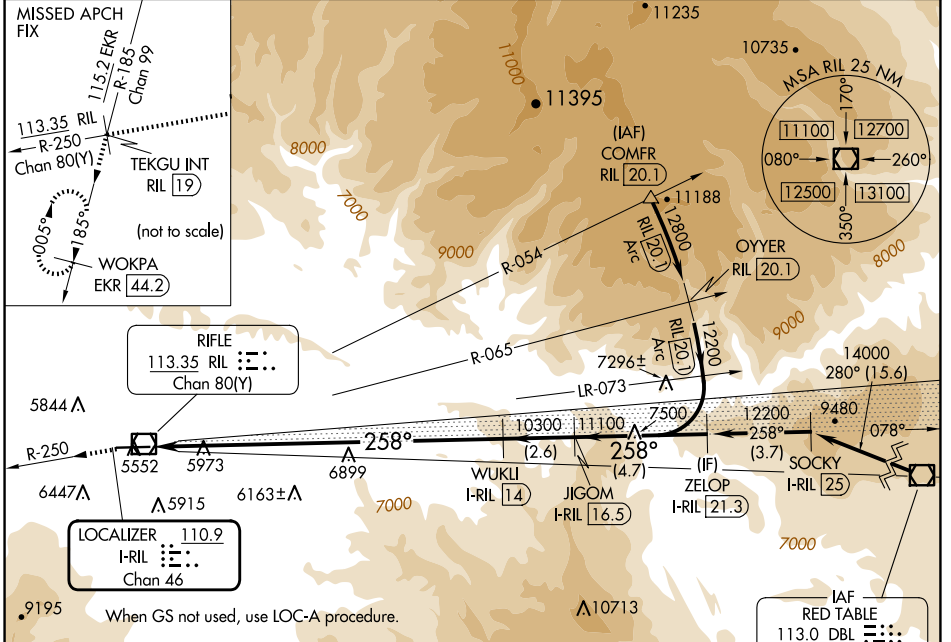 MISSED APCH
FIX
115.2 EKR
R-185
Chan 99
113.35 RIL
R-250
Chan 80(Y)
TEKGU INT
RIL 19
(not to scale)
005°
185°
WOKPA
EKR 44.2
11235
10735
11000
11395
MSA RIL 25 NM
170°
11100
12700
080°
260°
12500
13100
350°
8000
7000
9000
(IAF)
COMFR
RIL 20.1
11188
12800
RIL 20.1
Arc
OYYER
RIL 20.1
8000
9000
R-054
R-065
12200
RIL 20.1
Arc
7296±
LR-073
RIFLE
113.35 RIL
Chan 80(Y)
14000
280° (15.6)
5844
R-250
5552
5973
258°
6899
10300
(2.6)
11100
7500
258°
(4.7)
12200
258°
(3.7)
9480
078°
WUKLI
I-RIL 14
JIGOM
I-RIL 16.5
(IF)
ZELOP
I-RIL 21.3
SOCKY
I-RIL 25
6447
5915
6163±
7000
7000
LOCALIZER 110.9
I-RIL
Chan 46
9195
When GS not used, use LOC-A procedure.
10713
IAF
RED TABLE
113.0 DBL